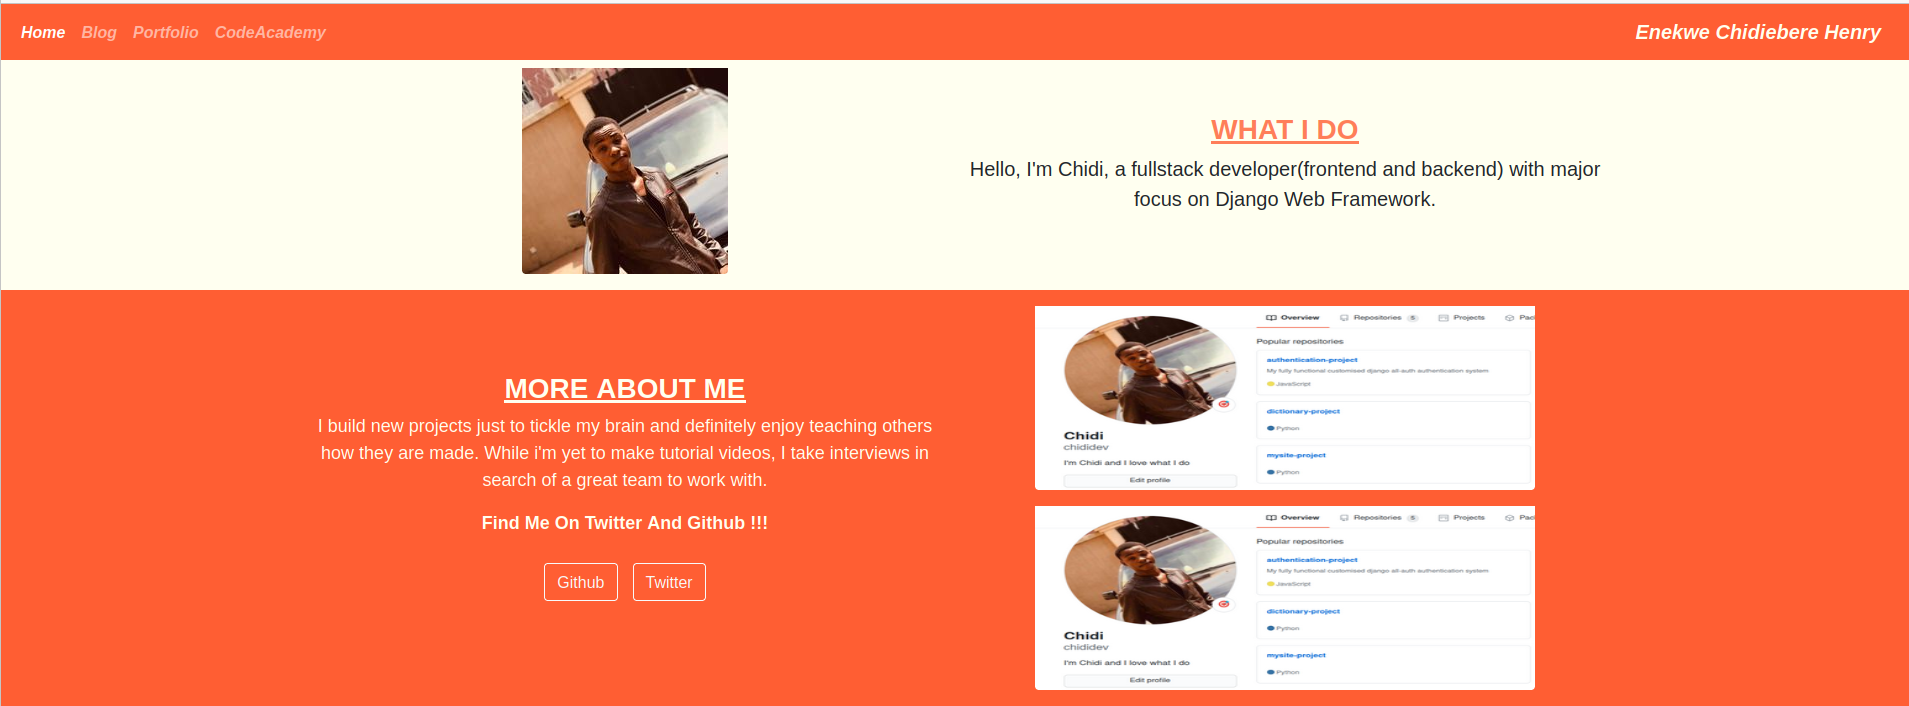 Home Blog Portfolio CodeAcademy Enekwe Chidiebere Henry
WHAT I DO
Hello, I'm Chidi, a fullstack developer(frontend and backend) with major
focus on Django Web Framework.
MORE ABOUT ME
I build new projects just to tickle my brain and definitely enjoy teaching others
how they are made. While i'm yet to make tutorial videos, I take interviews in
search of a great team to work with.
Find Me On Twitter And Github !!!
Github Twitter
Overview Repositories 5 Projects Pac
Popular repositories
authentication-project
My fully functional customised django all-auth authentication system
JavaScript
dictionary-project
Python
Chidi
chididev
mysite-project
I'm Chidi and I love what I do
Python
Edit profile
Overview Repositories 5 Projects Pac
Popular repositories
authentication-project
My fully functional customised django all-auth authentication system
JavaScript
dictionary-project
Python
Chidi
chididev
mysite-project
I'm Chidi and I love what I do
Python
Edit profile